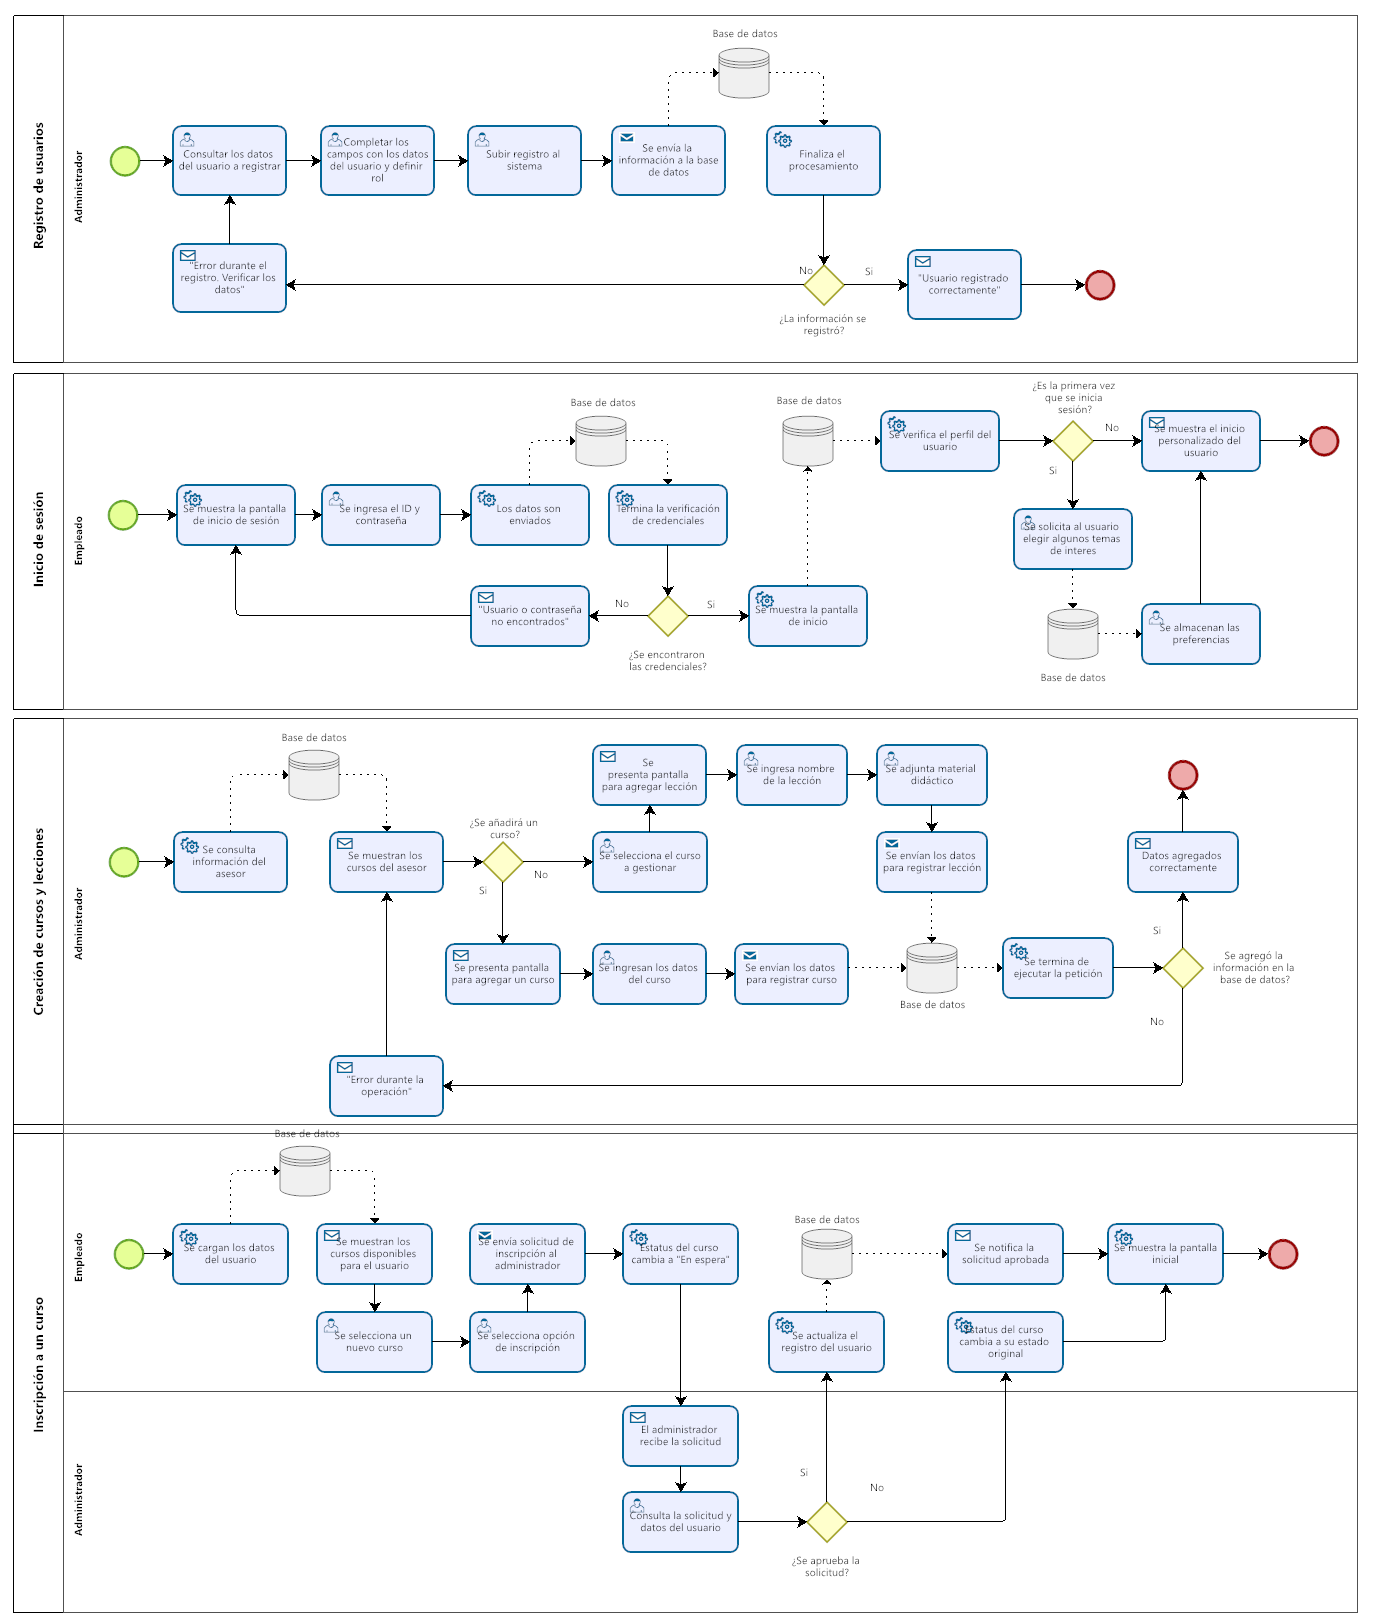 Registro de usuarios
Administrador
Base de datos
Consultar los datos
del usuario a registrar
Completar los
campos con los datos
del usuario y definir
rol
Subir registro al
sistema
Se envía la
información a la base
de datos
Finaliza el
procesamiento
"Error durante el
registro. Verificar los
datos"
No
Si
"Usuario registrado
correctamente"
¿La información se
registró?
Inicio de sesión
Empleado
Base de datos
Base de datos
¿Es la primera vez
que se inicia
sesión?
Se verifica el perfil del
usuario
No
Se muestra el inicio
personalizado del
usuario
Si
Se muestra la pantalla
de inicio de sesión
Se ingresa el ID y
contraseña
Los datos son
enviados
Termina la verificación
de credenciales
Se solicita al usuario
elegir algunos temas
de interes
"Usuario o contraseña
no encontrados"
No
Si
Se muestra la pantalla
de inicio
¿Se encontraron
las credenciales?
Se almacenan las
preferencias
Base de datos
Creación de cursos y lecciones
Administrador
Base de datos
Se
presenta pantalla
para agregar lección
Se ingresa nombre
de la lección
Se adjunta material
didáctico
Se consulta
información del
asesor
Se muestran los
cursos del asesor
¿Se añadirá un
curso?
No
Si
Se selecciona el curso
a gestionar
Se envían los datos
para registrar lección
Datos agregados
correctamente
Si
Se presenta pantalla
para agregar un curso
Se ingresan los datos
del curso
Se envian los datos
para registrar curso
Base de datos
Se termina de
ejecutar la petición
Se agregó la
información en la
base de datos?
No
"Error durante la
operación"
Inscripción a un curso
Empleado
Base de datos
Se cargan los datos
del usuario
Se muestran los
cursos disponibles
para el usuario
Se envía solicitud de
inscripción al
administrador
Estatus del curso
cambia a "En espera"
Base de datos
Se notifica la
solicitud aprobada
Se muestra la pantalla
inicial
Se selecciona un
nuevo curso
Se selecciona opción
de inscripción
Se actualiza el
registro del usuario
Estatus del curso
cambia a su estado
original
Administrador
El administrador
recibe la solicitud
Si
No
Consulta la solicitud y
datos del usuario
¿Se aprueba la
solicitud?